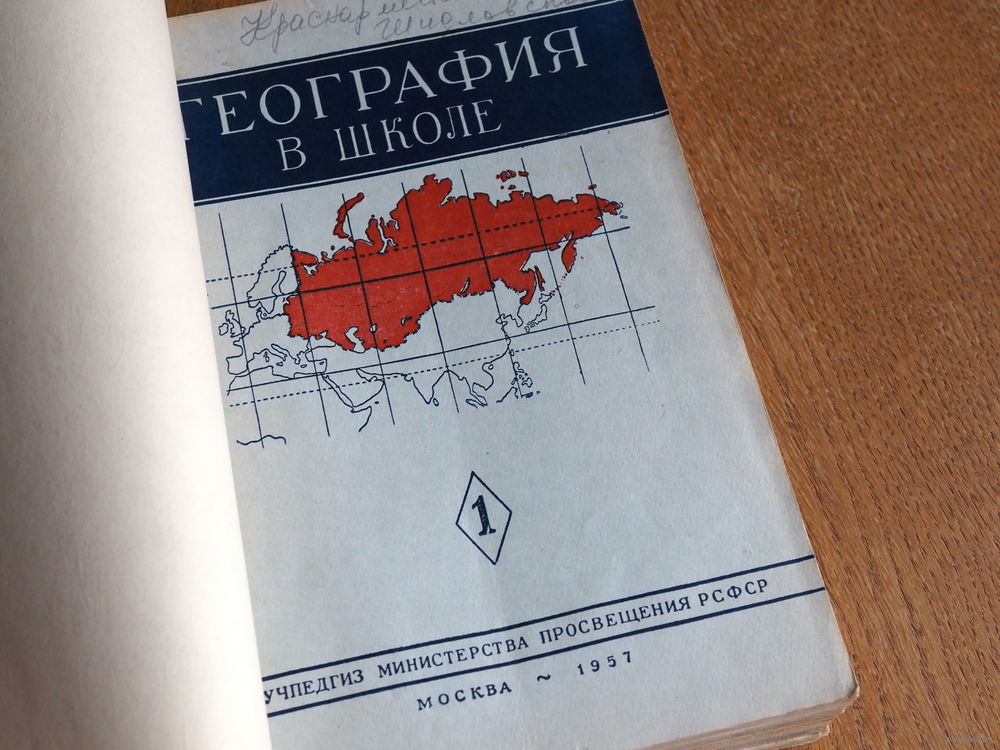 ГЕОГРАФИЯ
В ШКОЛЕ
1
УЧПЕДГИЗ МИНИСТЕРСТВА ПРОСВЕЩЕНИЯ РСФСР
МОСКВА ~ 1957